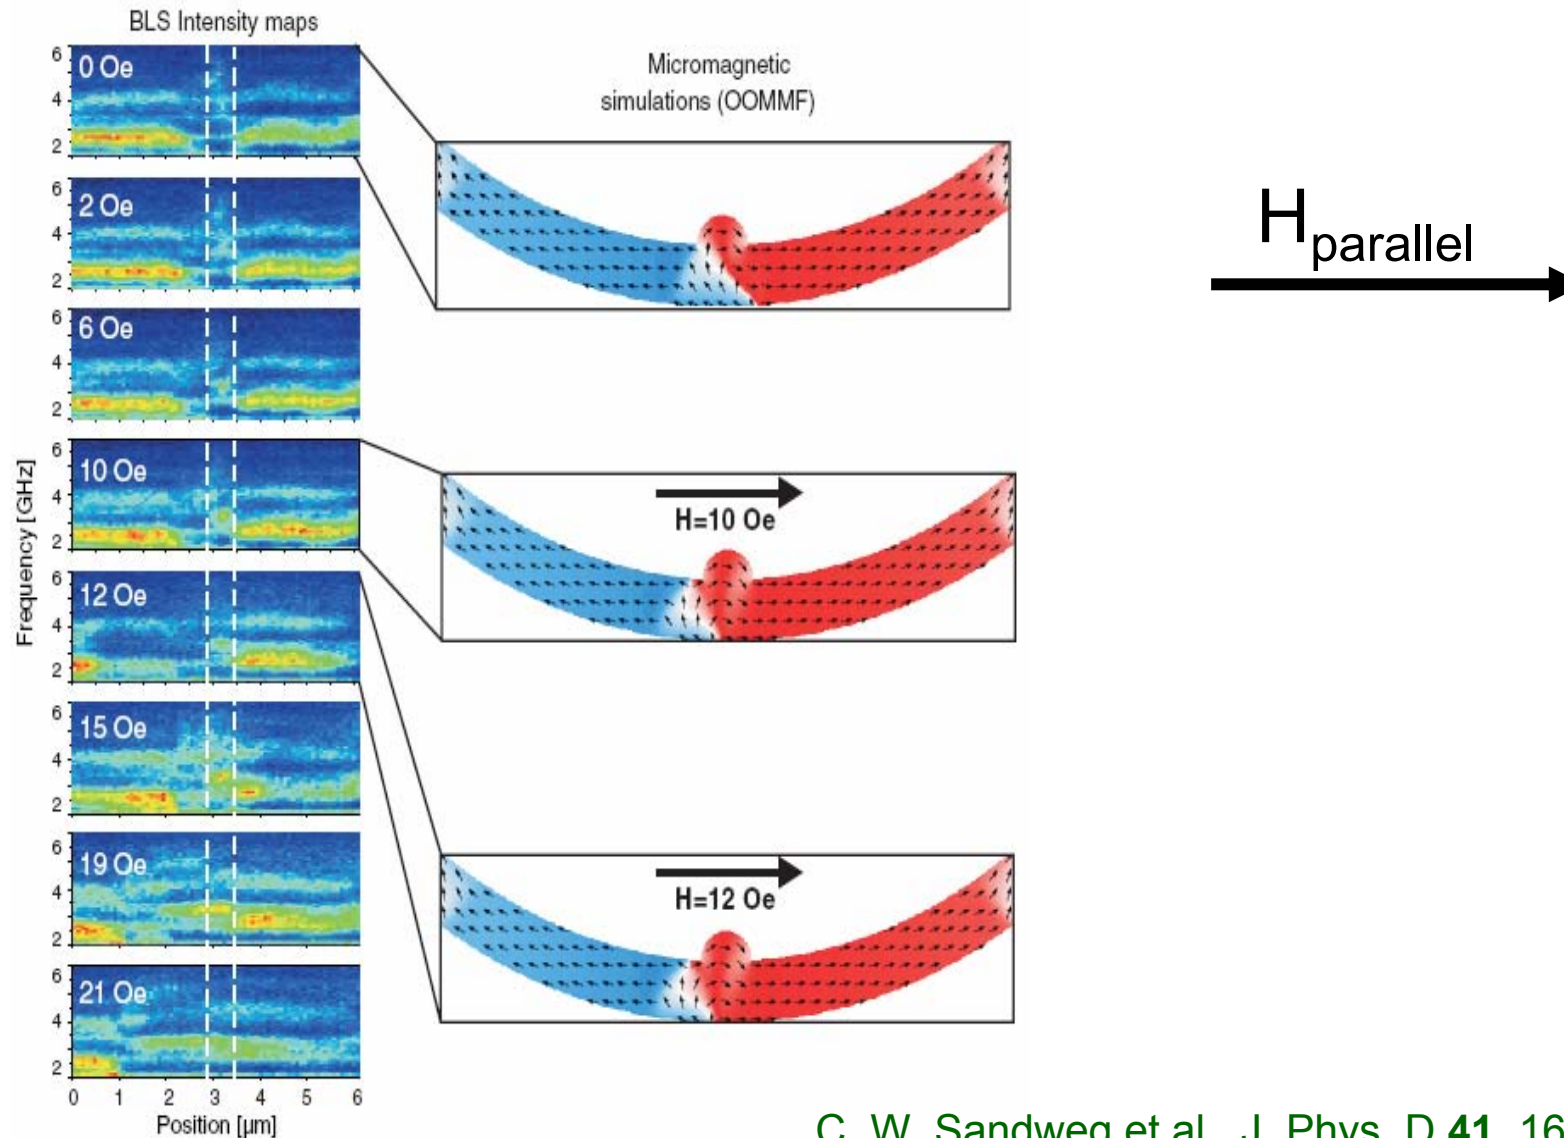 BLS Intensity maps
Micromagnetic
simulations (OOMMF)
H parallel
Frequency [GHz]
6
4
2
0 Oe
6
4
2
2 Oe
6
4
2
6 Oe
6
4
2
10 Oe
H=10 Oe
6
4
2
12 Oe
6
4
2
15 Oe
H=12 Oe
6
4
2
19 Oe
6
4
2
21 Oe
0 1 2 3 4 5 6
Position [µm]
C. W. Sandweg et al., J. Phys. D 41, 16